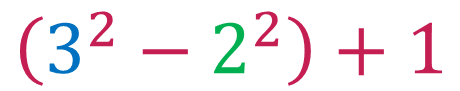 (3² − 2²) + 1